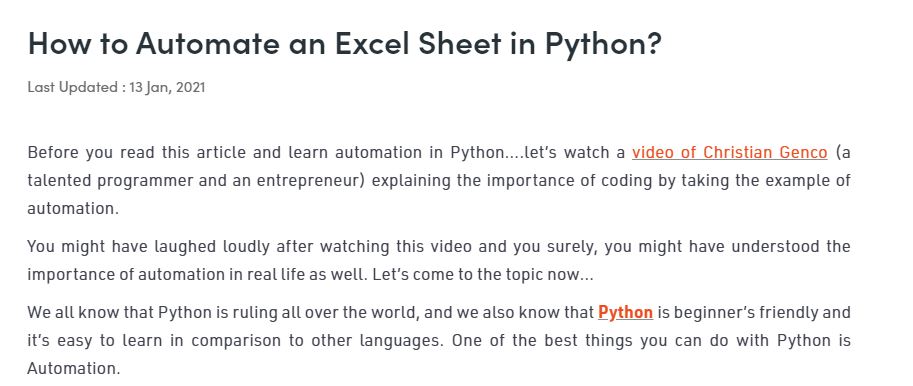 How to Automate an Excel Sheet in Python?
Last Updated : 13 Jan, 2021
Before you read this article and learn automation in Python....let's watch a video of Christian Genco (a
talented programmer and an entrepreneur) explaining the importance of coding by taking the example of
automation.
You might have laughed loudly after watching this video and you surely, you might have understood the
importance of automation in real life as well. Let's come to the topic now...
We all know that Python is ruling all over the world, and we also know that Python is beginner's friendly and
it's easy to learn in comparison to other languages. One of the best things you can do with Python is
Automation.